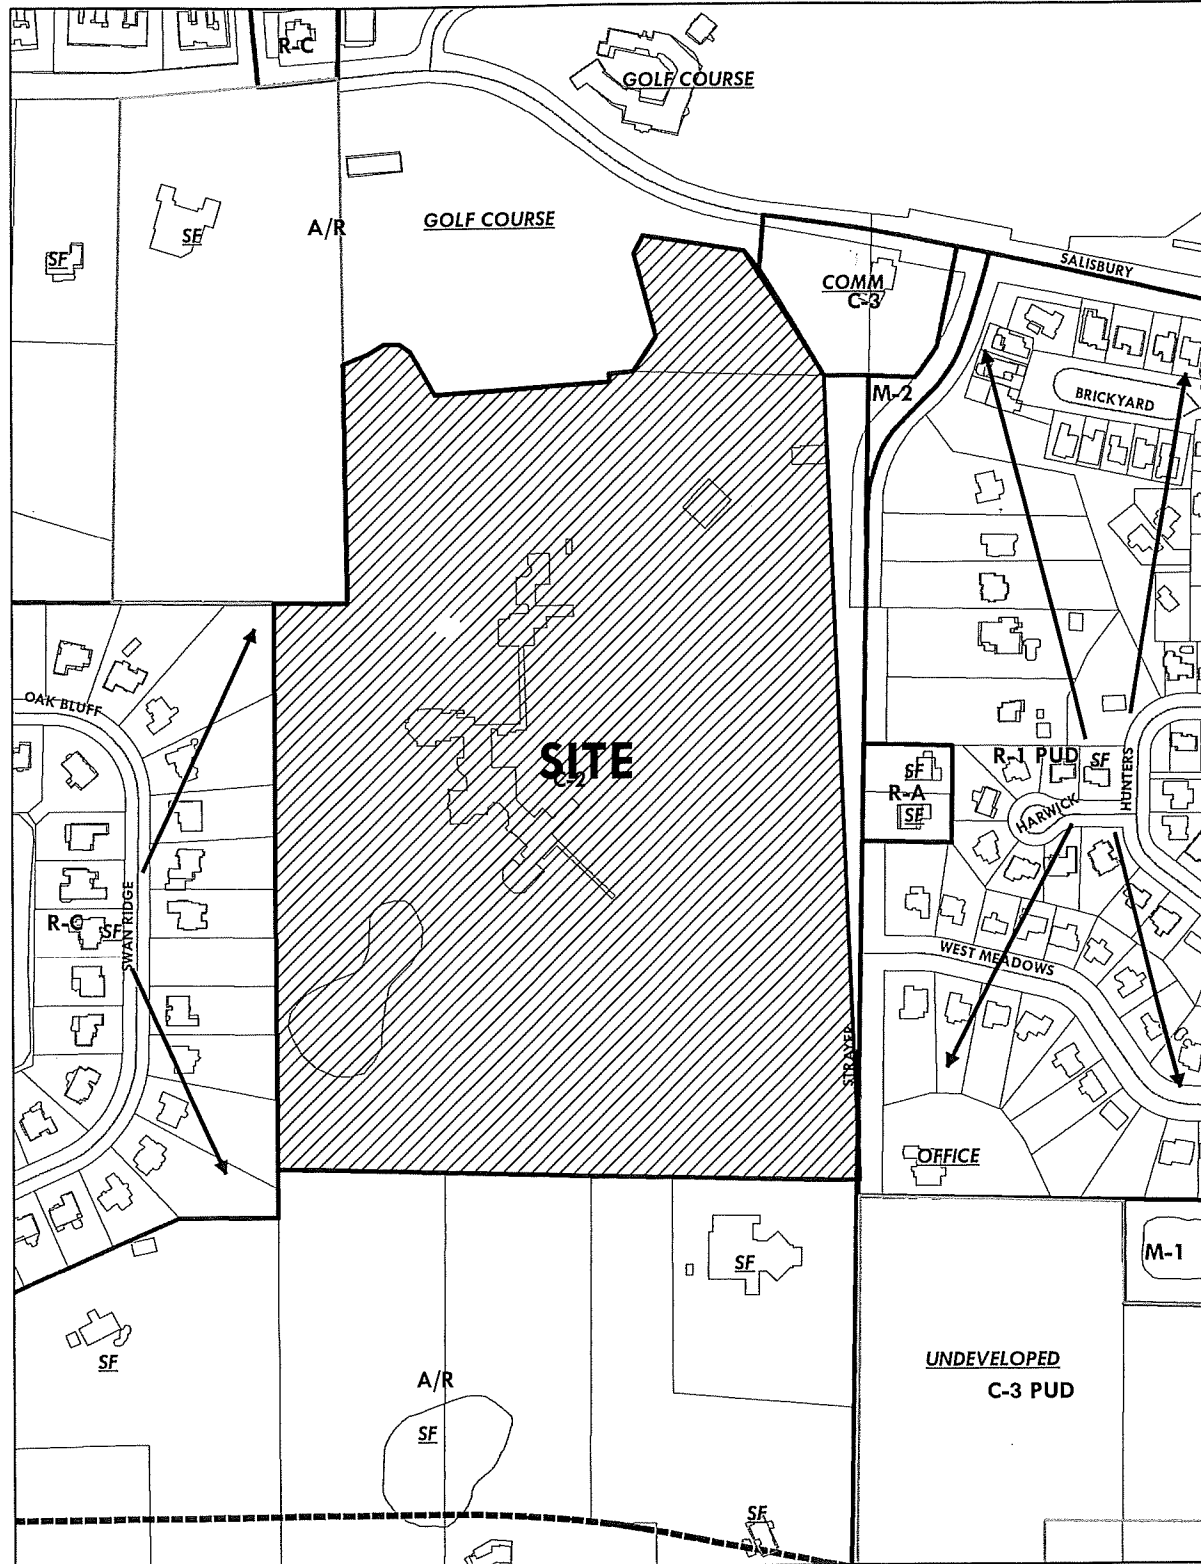 R-C
GOLF COURSE
SF
SF
A/R
GOLF COURSE
SALISBURY
COMM
C-3
M-2
BRICKYARD
OAK BLUFF
SITE
C-2
SF
R-A
SF
R-1 PUD
SF
HUNTERS
HARWICK
R-C
SF
SWAN RIDGE
WEST MEADOWS
STRAYER
OFFICE
M-1
SF
SF
UNDEVELOPED
C-3 PUD
A/R
SF
SF